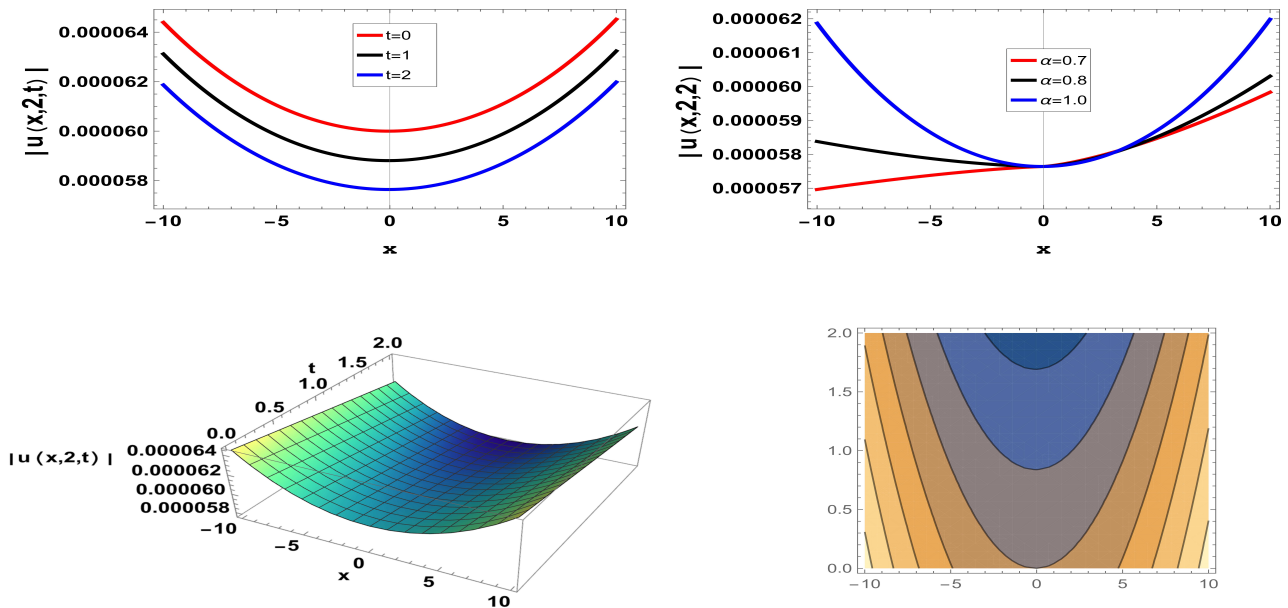 |u(x,2,t)|
0.000064
0.000062
0.000060
0.000058
t=0
t=1
t=2
−10 −5 0 5 10
x
|u(x,2,2)|
0.000062
0.000061
0.000060
0.000059
0.000058
0.000057
α=0.7
α=0.8
α=1.0
−10 −5 0 5 10
x
2.0
1.5
t
1.0
0.5
0.0
|u(x,2,t)|
0.000064
0.000062
0.000060
0.000058
−10
−5
0
x
5
10
2.0
1.5
1.0
0.5
0.0
−10 −5 0 5 10